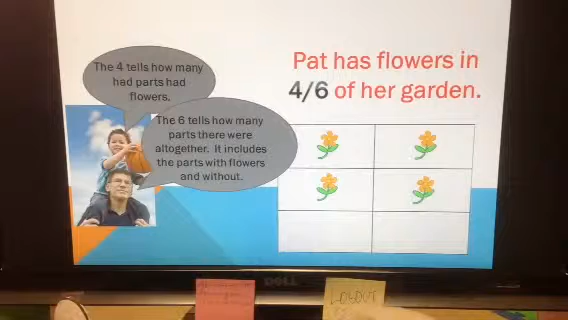 The 4 tells how many
had parts had
flowers.
The 6 tells how many
parts there were
altogether. It includes
the parts with flowers
and without.
Pat has flowers in
4/6 of her garden.
DELL
LOGOUT